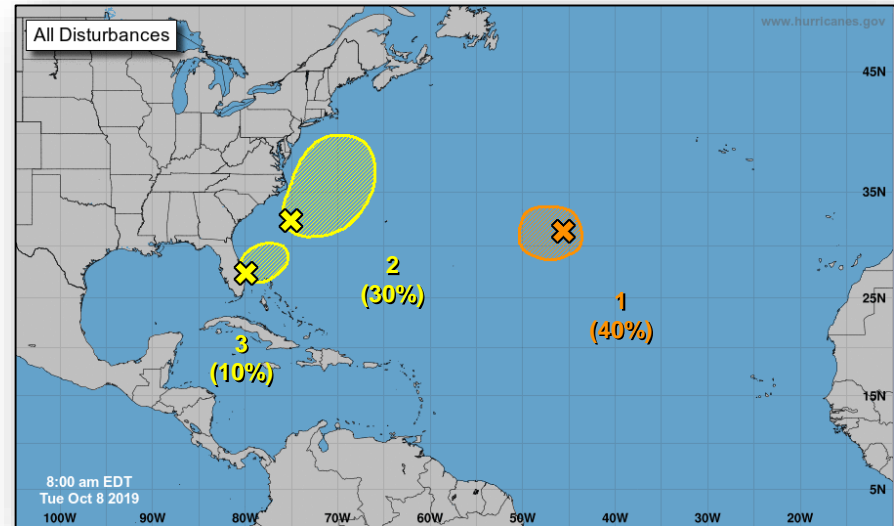 All Disturbances
www.hurricanes.gov
45N
35N
2
(30%)
1
(40%)
25N
3
(10%)
15N
8:00 am EDT
Tue Oct 8 2019
5N
100W 90W 80W 70W 60W 50W 40W 30W 20W